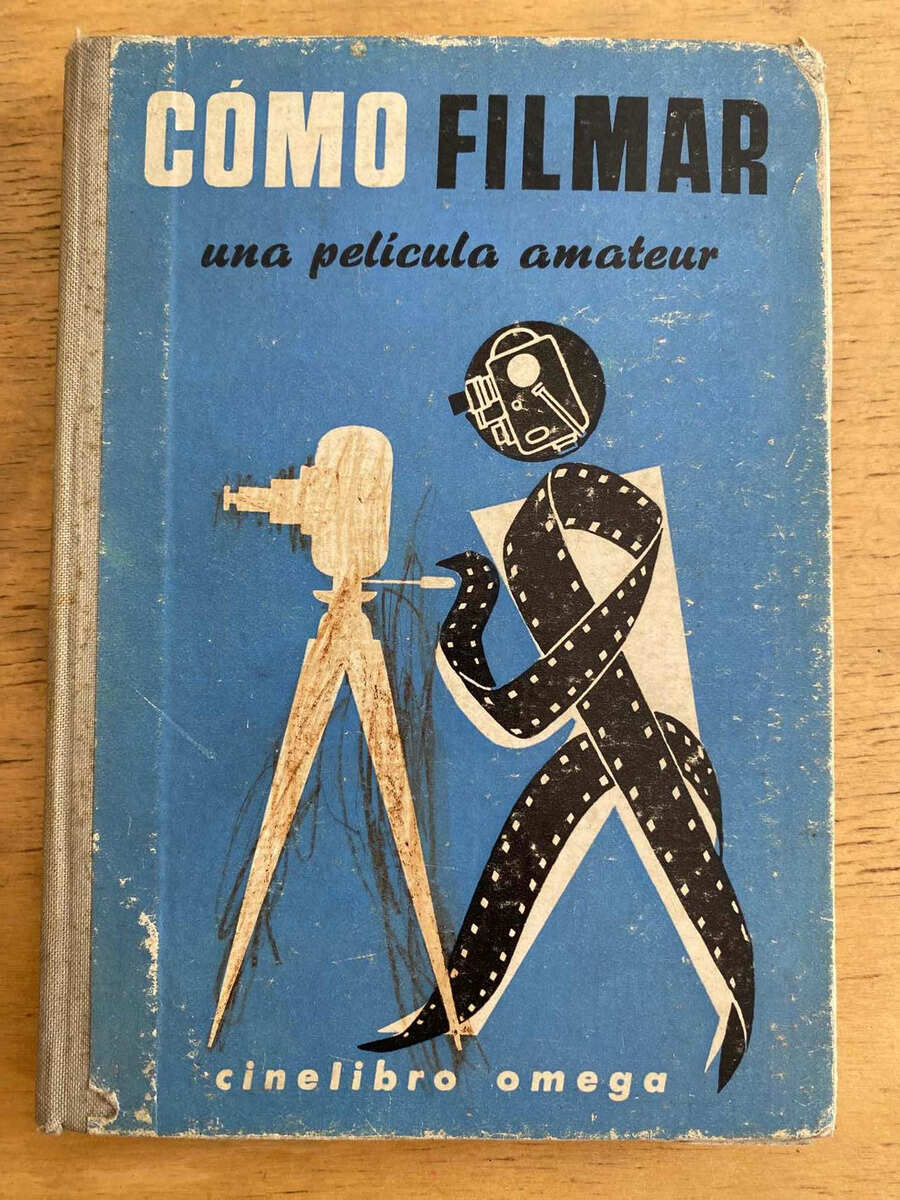 CÓMO FILMAR
una película amateur
cinelibro omega